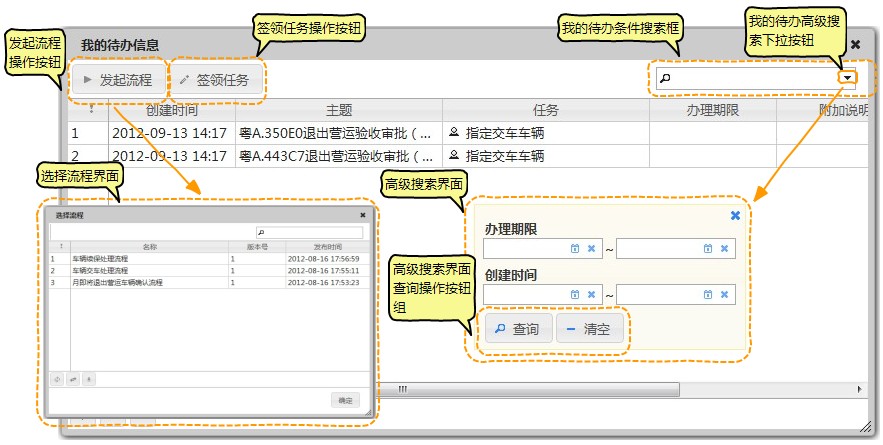 签领任务操作按钮
我的待办条件搜索框
我的待办高级搜
索下拉按钮
发起流程
操作按钮
我的待办信息
发起流程
签领任务
! 创建时间 主题 任务 办理期限 附加说明
1 2012-09-13 14:17 粤A.350E0退出营运验收审批（... 指定交车车辆
2 2012-09-13 14:17 粤A.443C7退出营运验收审批（... 指定交车车辆
选择流程界面
高级搜素界面
选择流程
名称 版本号 发布时间
1 车辆续保处理流程 1 2012-08-16 17:56:59
2 车辆交车处理流程 1 2012-08-16 17:55:11
3 月即将退出营运车辆确认流程 1 2012-08-16 17:53:23
确定
办理期限
~
创建时间
~
高级搜素界面
查询操作按钮
组
查询
清空